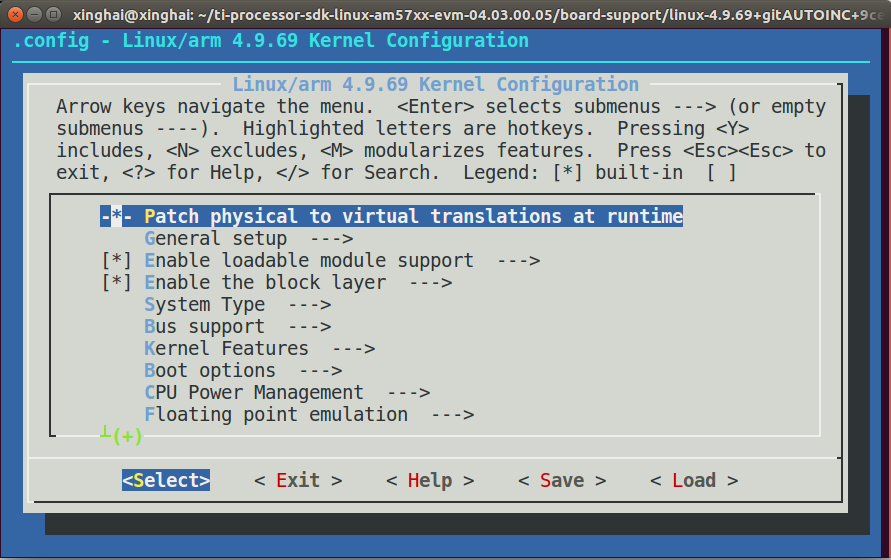 xinghai@xinghai: ~/ti-processor-sdk-linux-am57xx-evm-04.03.00.05/board-support/linux-4.9.69+gitAUTOINC+9ce
.config - Linux/arm 4.9.69 Kernel Configuration
Linux/arm 4.9.69 Kernel Configuration
Arrow keys navigate the menu.  <Enter> selects submenus ---> (or empty
submenus ----).  Highlighted letters are hotkeys.  Pressing <Y>
includes, <N> excludes, <M> modularizes features.  Press <Esc><Esc> to
exit, <?> for Help, </> for Search.  Legend: [*] built-in  [ ]
-*- Patch physical to virtual translations at runtime
General setup  --->
[*] Enable loadable module support  --->
[*] Enable the block layer  --->
System Type  --->
Bus support  --->
Kernel Features  --->
Boot options  --->
CPU Power Management  --->
Floating point emulation  --->
┴(+)
<Select>    < Exit >    < Help >    < Save >    < Load >